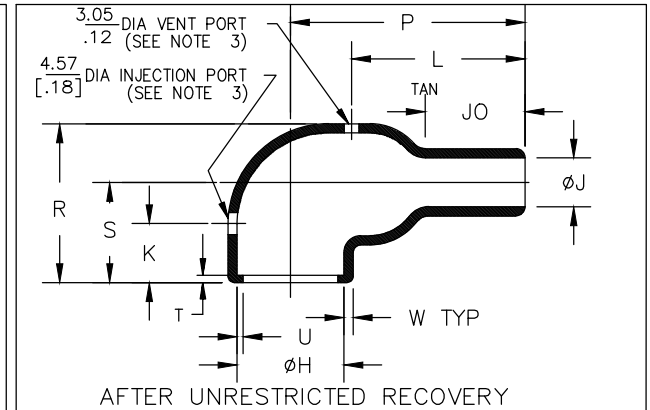 3.05
.12
DIA VENT PORT
(SEE NOTE 3)
4.57
[.18]
DIA INJECTION PORT
(SEE NOTE 3)
P
L
TAN
JO
R
S
K
T
U
øH
W TYP
øJ
AFTER UNRESTRICTED RECOVERY